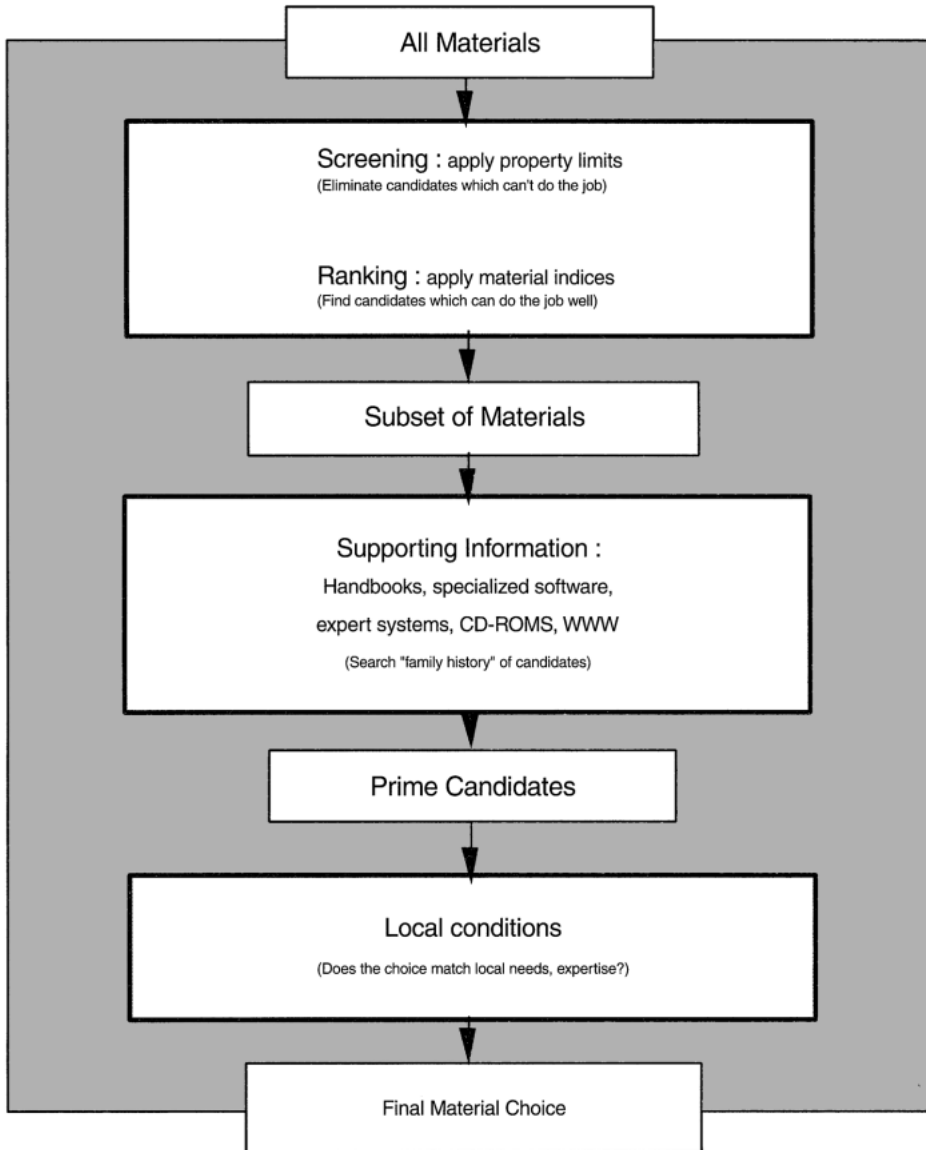 All Materials
Screening : apply property limits
(Eliminate candidates which can't do the job)
Ranking : apply material indices
(Find candidates which can do the job well)
Subset of Materials
Supporting Information :
Handbooks, specialized software,
expert systems, CD-ROMS, WWW
(Search "family history" of candidates)
Prime Candidates
Local conditions
(Does the choice match local needs, expertise?)
Final Material Choice